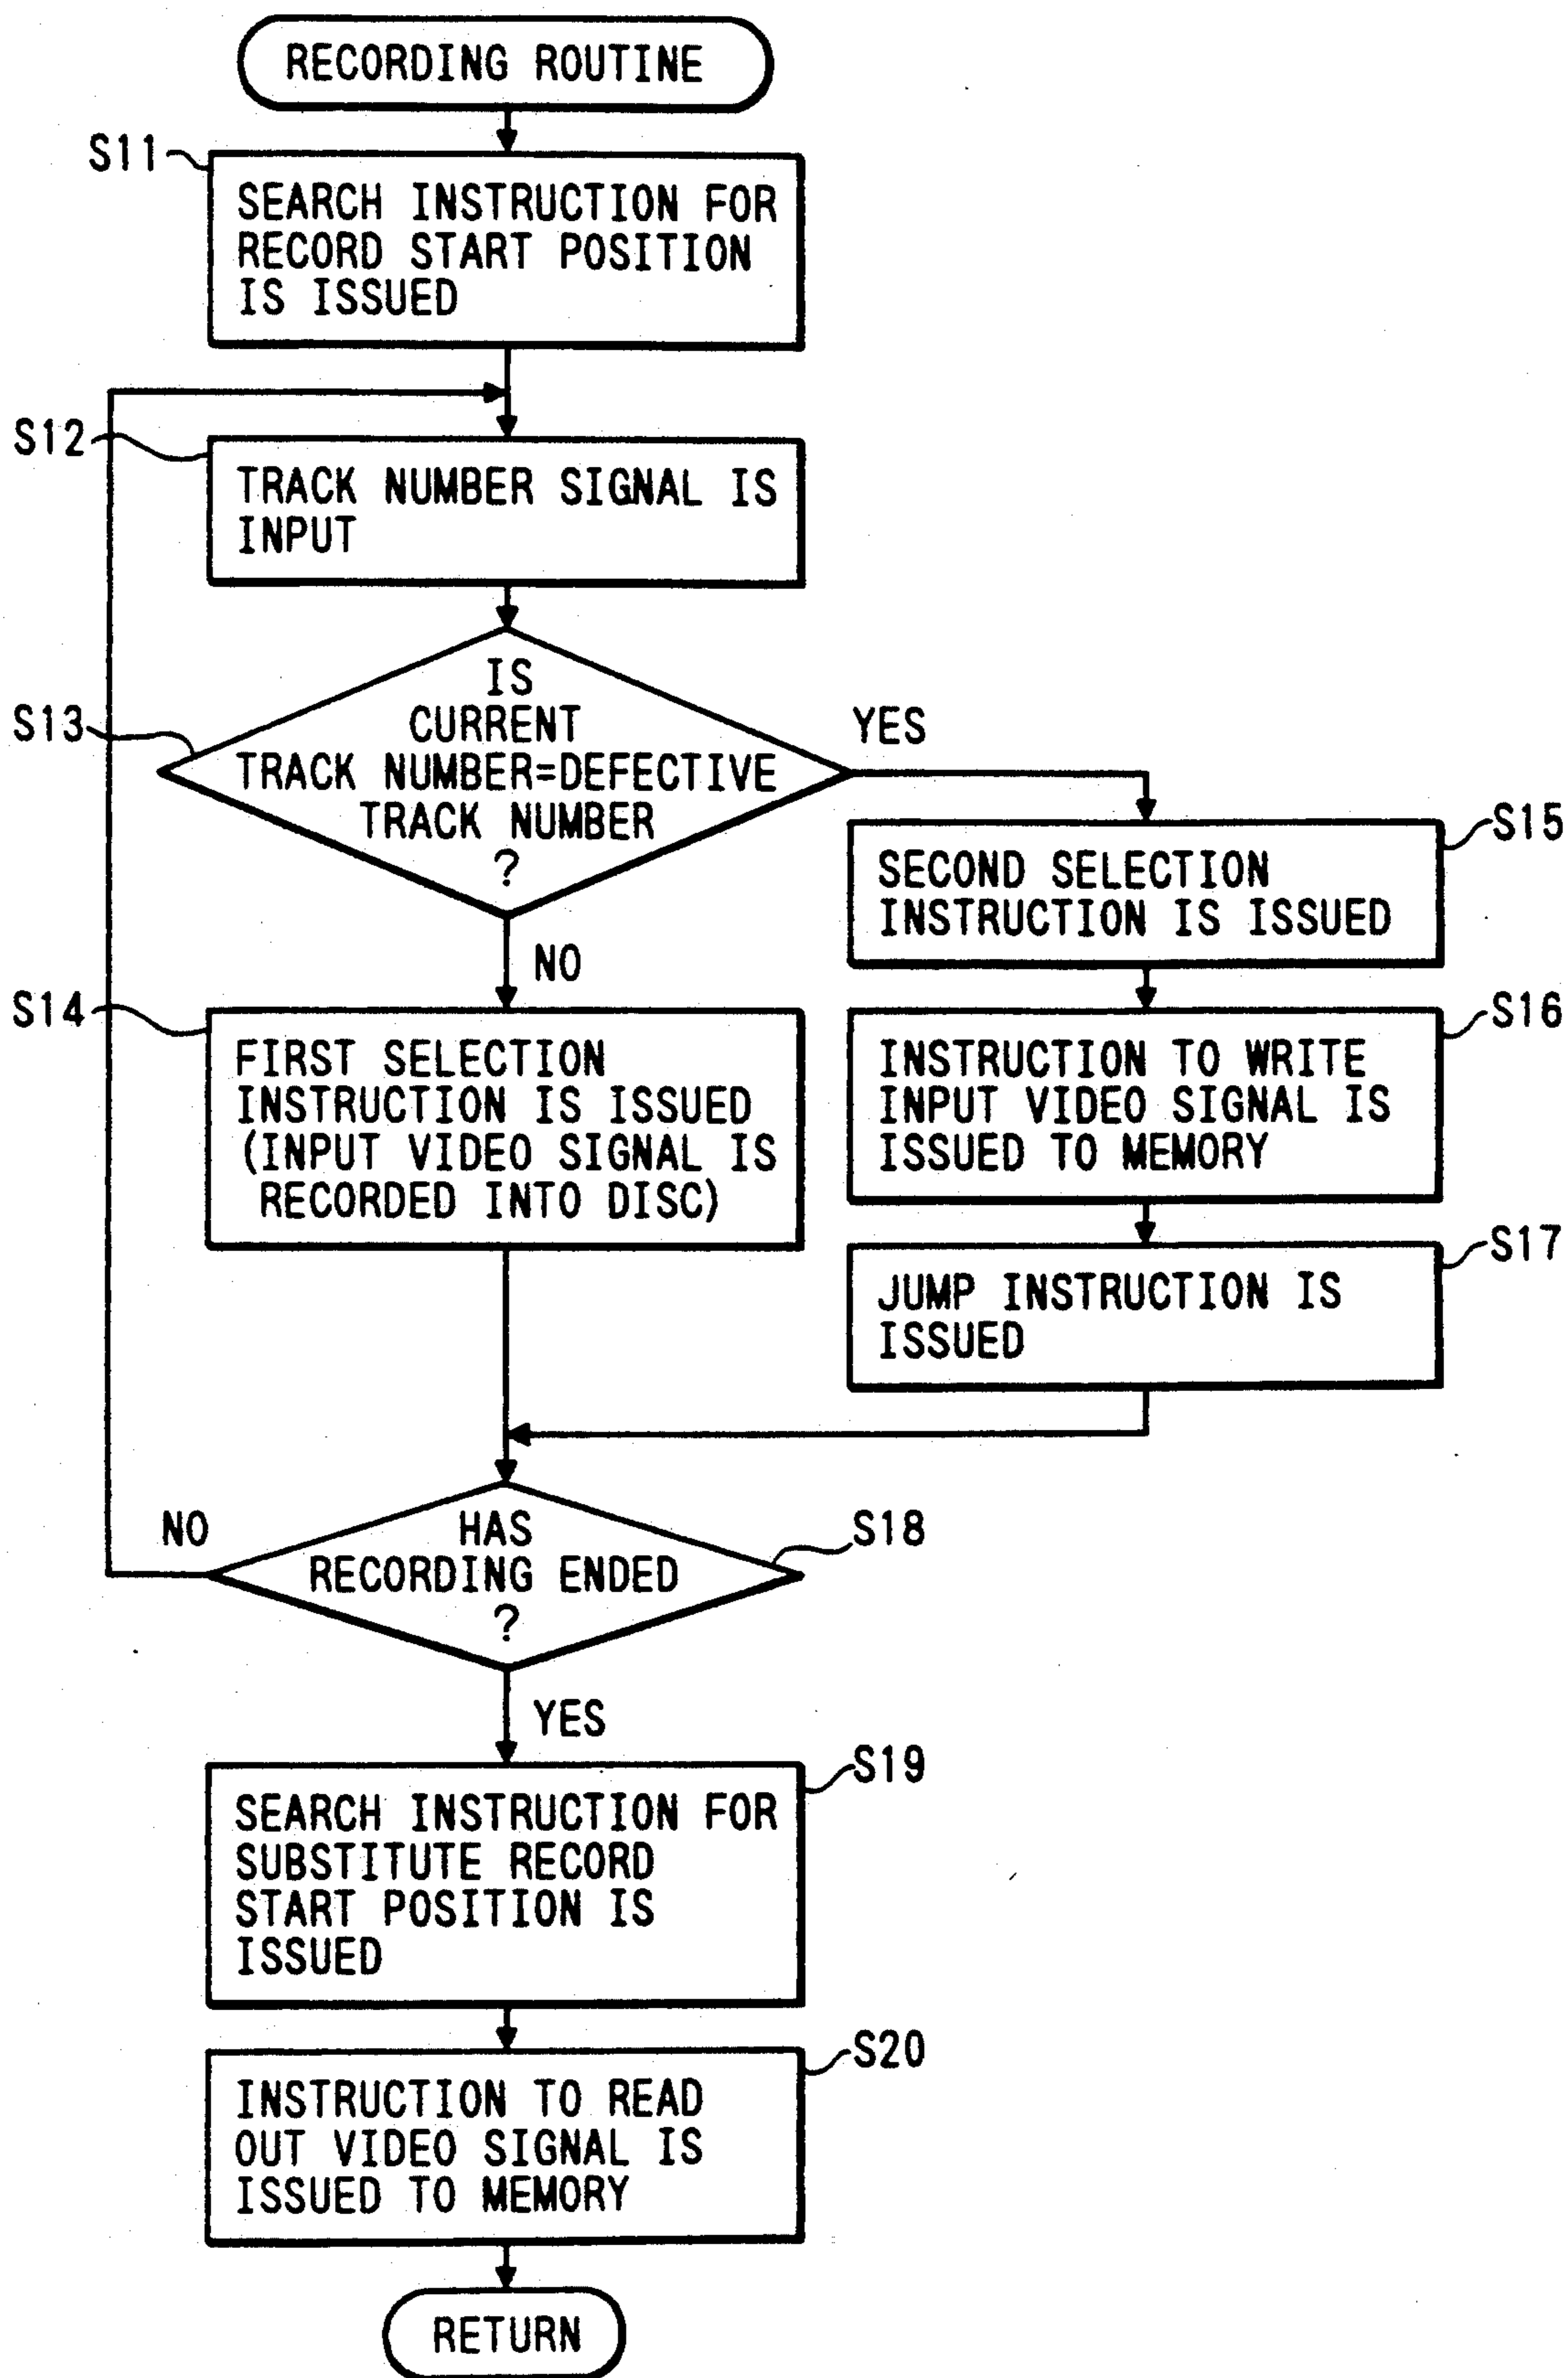 RECORDING ROUTINE
S11
SEARCH INSTRUCTION FOR
RECORD START POSITION
IS ISSUED
S12
TRACK NUMBER SIGNAL IS
INPUT
S13
IS
CURRENT
TRACK NUMBER=DEFECTIVE
TRACK NUMBER
?
YES
NO
S14
FIRST SELECTION
INSTRUCTION IS ISSUED
(INPUT VIDEO SIGNAL IS
RECORDED INTO DISC)
S15
SECOND SELECTION
INSTRUCTION IS ISSUED
S16
INSTRUCTION TO WRITE
INPUT VIDEO SIGNAL IS
ISSUED TO MEMORY
S17
JUMP INSTRUCTION IS
ISSUED
S18
HAS
RECORDING ENDED
?
NO
YES
S19
SEARCH INSTRUCTION FOR
SUBSTITUTE RECORD
START POSITION IS
ISSUED
S20
INSTRUCTION TO READ
OUT VIDEO SIGNAL IS
ISSUED TO MEMORY
RETURN